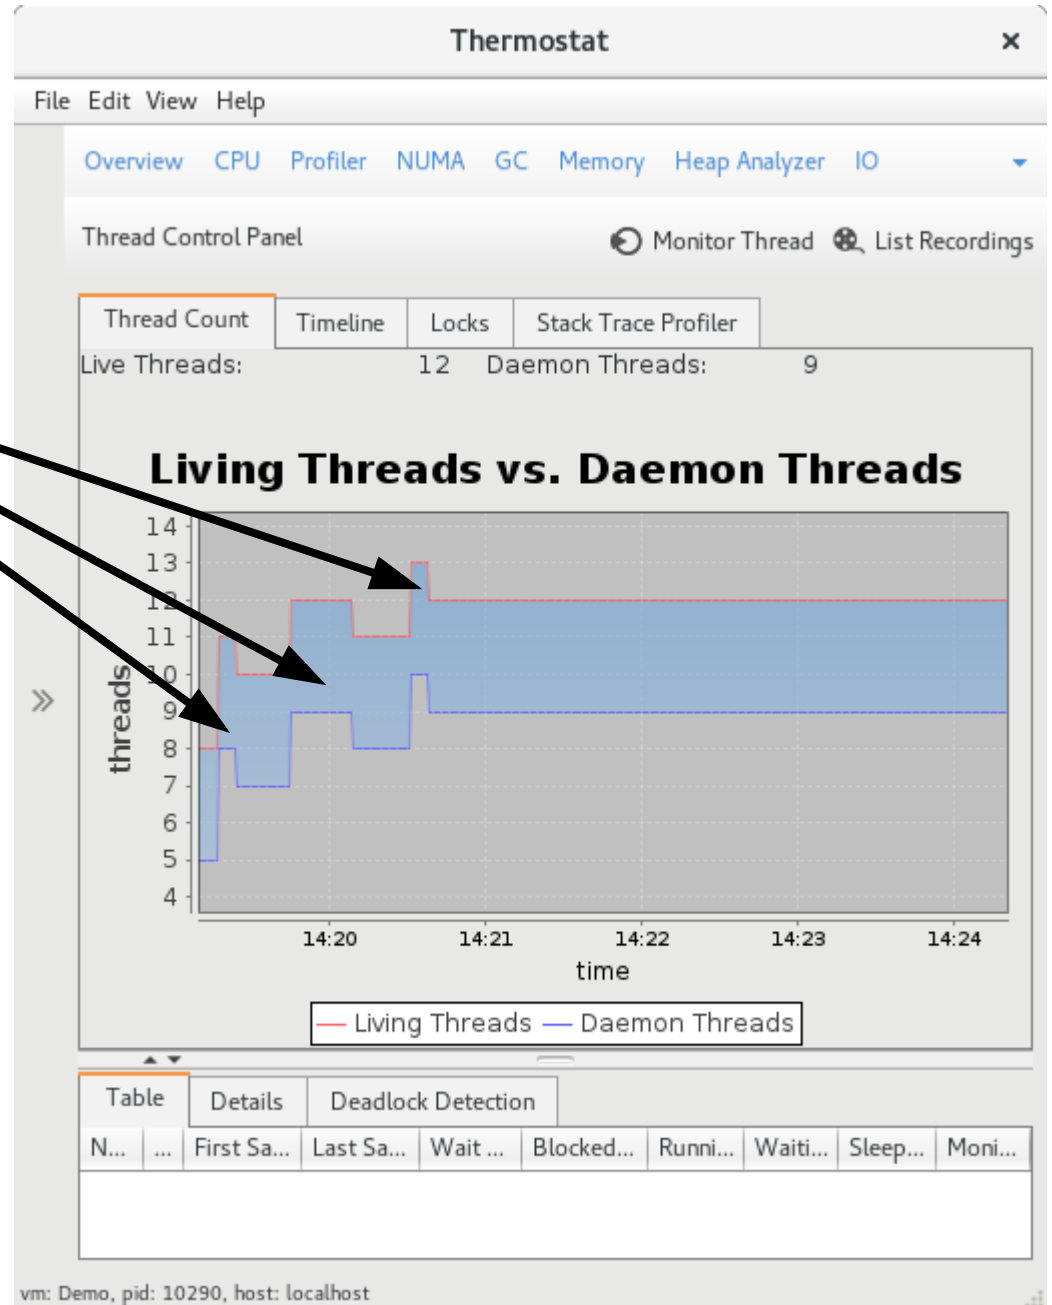 Thermostat
File Edit View Help
Overview CPU Profiler NUMA GC Memory Heap Analyzer IO
Thread Control Panel Monitor Thread List Recordings
Thread Count Timeline Locks Stack Trace Profiler
Live Threads: 12 Daemon Threads: 9
Living Threads vs. Daemon Threads
14
13
12
11
10
9
8
7
6
5
4
threads
14:20 14:21 14:22 14:23 14:24
time
Living Threads Daemon Threads
Table Details Deadlock Detection
N... ... First Sa... Last Sa... Wait ... Blocked... Runni... Waiti... Sleep... Moni...
vm: Demo, pid: 10290, host: localhost